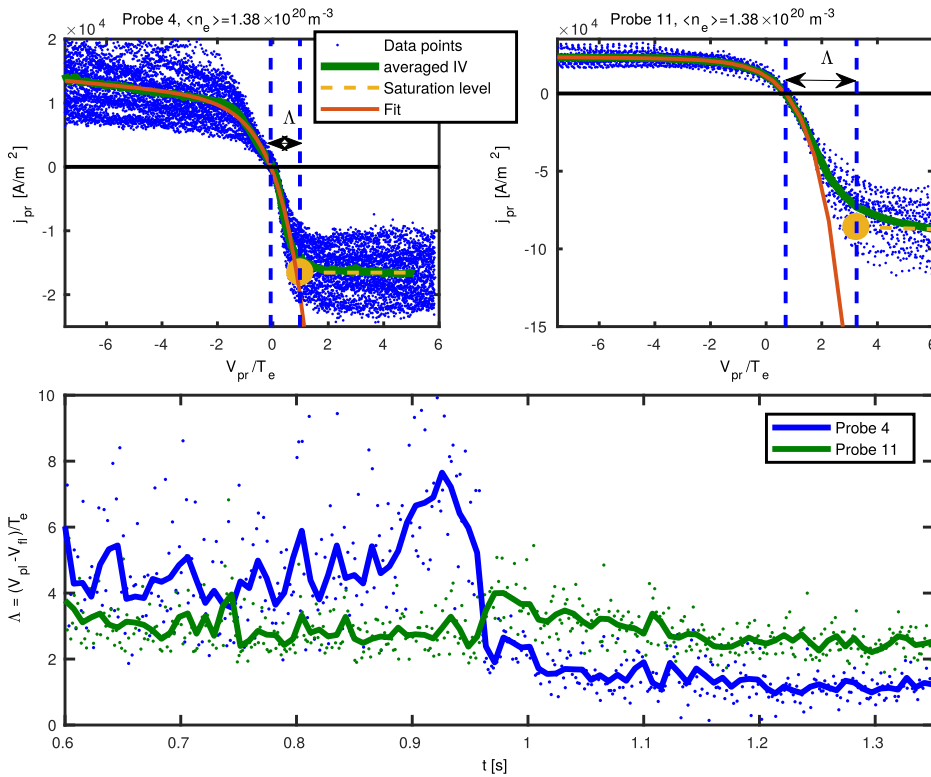 Probe 4, <n_e>=1.38×10^20 m^-3
×10^4
2
1
0
-1
-2
j_pr [A/m^2]
-6
-4
-2
0
2
4
6
V_pr/T_e
Λ
Data points
averaged IV
Saturation level
Fit
Probe 11, <n_e>=1.38×10^20 m^-3
×10^4
0
-5
-10
-15
j_pr [A/m^2]
-6
-4
-2
0
2
4
6
V_pr/T_e
Λ
10
8
6
4
2
0
Λ = (V_pl-V_fl)/T_e
0.6
0.7
0.8
0.9
1
1.1
1.2
1.3
t [s]
Probe 4
Probe 11